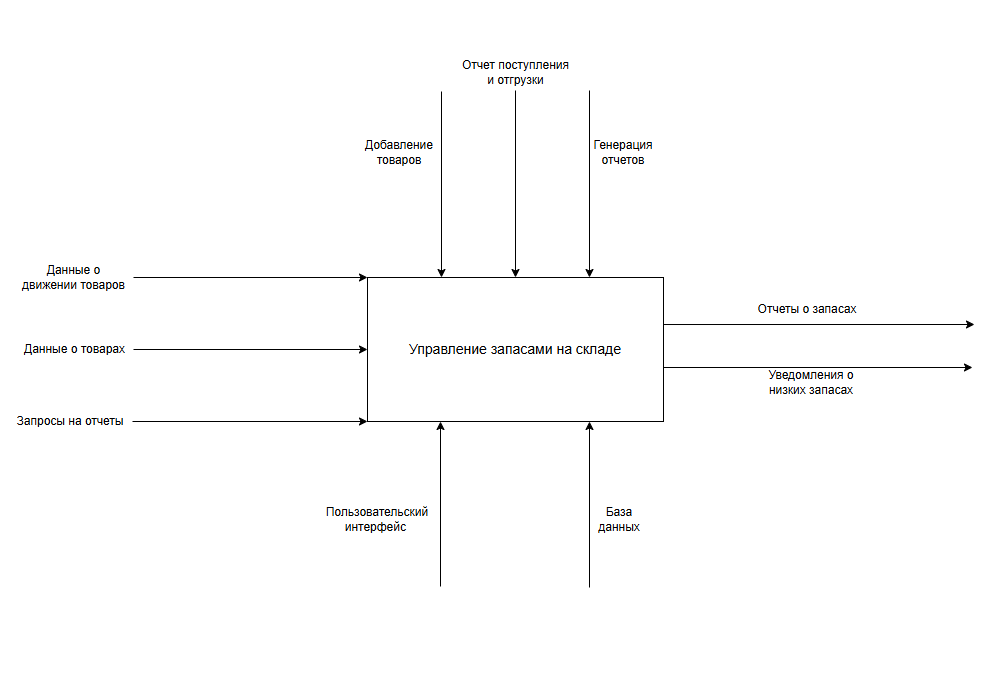 Отчет поступления
и отгрузки
Добавление
товаров
Генерация
отчетов
Данные о
движении товаров
Отчеты о запасах
Данные о товарах
Управление запасами на складе
Уведомления о
низких запасах
Запросы на отчеты
Пользовательский
интерфейс
База
данных